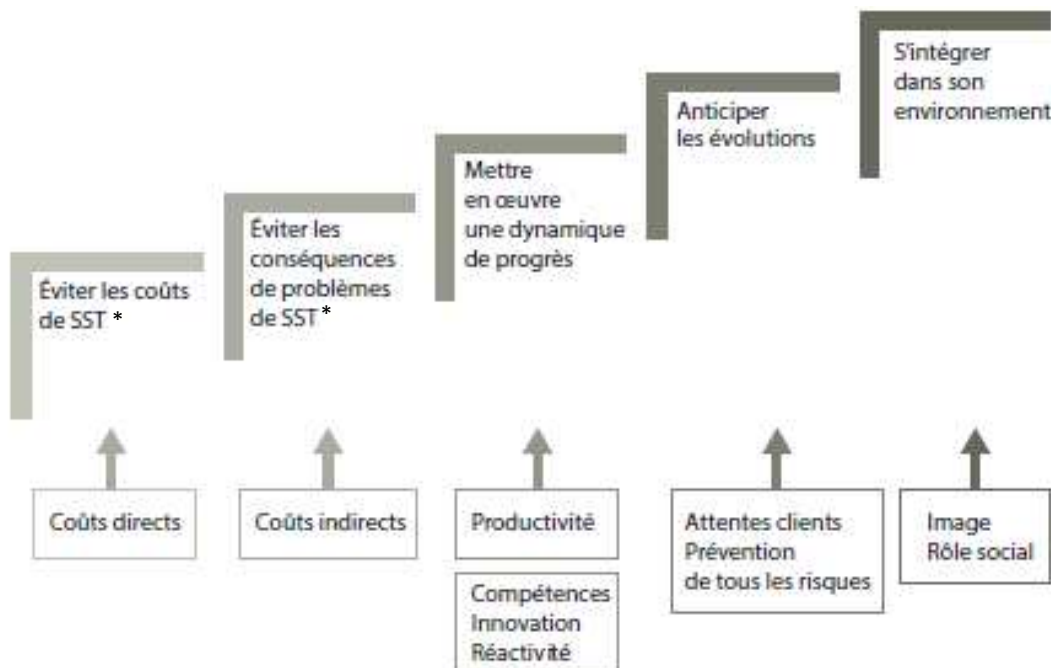 Éviter les coûts
de SST *
Éviter les
conséquences
de problèmes
de SST *
Mettre
en œuvre
une dynamique
de progrès
Anticiper
les évolutions
S'intégrer
dans son
environnement
Coûts directs
Coûts indirects
Productivité
Compétences
Innovation
Réactivité
Attentes clients
Prévention
de tous les risques
Image
Rôle social